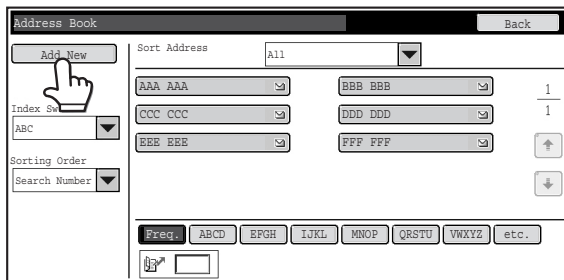 Address Book
Back
Add New
Sort Address
All
AAA AAA
BBB BBB
1
1
CCC CCC
DDD DDD
EEE EEE
FFF FFF
Index
ABC
Sorting Order
Search Number
Freq.
ABCD
EFGH
IJKL
MNOP
QRSTU
VWXYZ
etc.